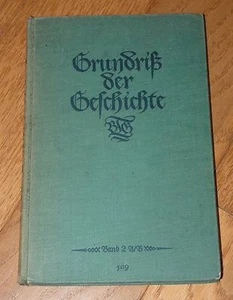 Grundriß
der
Geschichte
Band 2 A/B